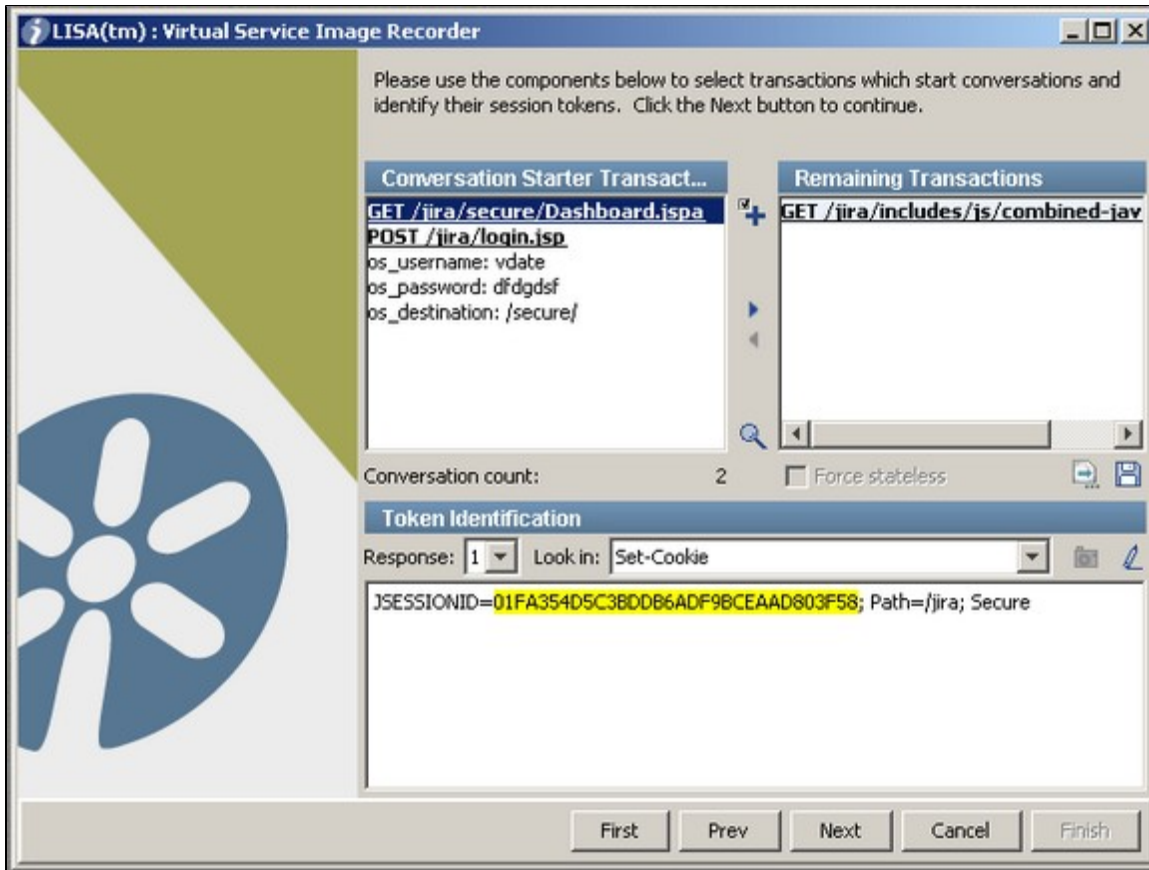 LISA(tm) : Virtual Service Image Recorder
Please use the components below to select transactions which start conversations and
identify their session tokens. Click the Next button to continue.
Conversation Starter Transact...
Remaining Transactions
GET /jira/secure/Dashboard.jspa
GET /jira/includes/js/combined-jav
POST /jira/login.jsp
os_username: vdate
os_password: dfdgdsf
os_destination: /secure/
Conversation count: 2
Force stateless
Token Identification
Response: 1 Look in: Set-Cookie
JSESSIONID=01FA354D5C3BDDB6ADF9BCEAAD803F58; Path=/jira; Secure
First Prev Next Cancel Finish